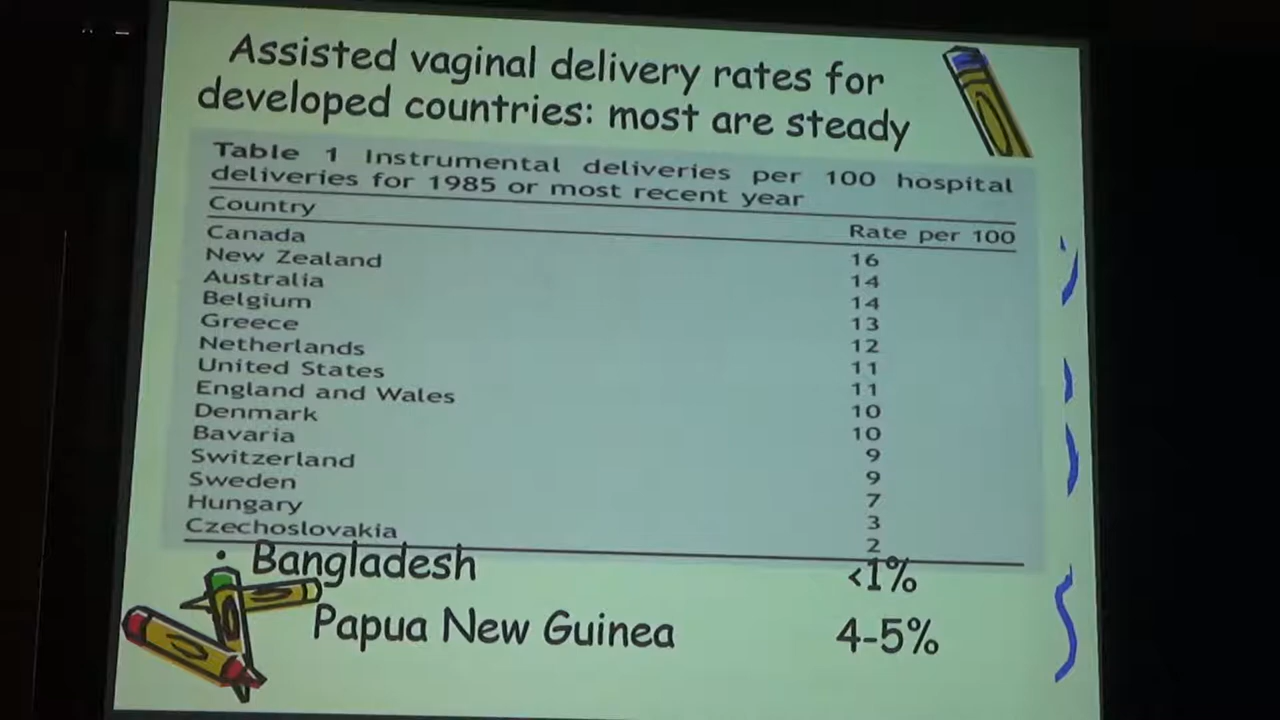 Assisted vaginal delivery rates for
developed countries: most are steady
Table 1 Instrumental deliveries per 100 hospital
deliveries for 1985 or most recent year
Country Rate per 100
Canada 16
New Zealand 14
Australia 14
Belgium 13
Greece 12
Netherlands 11
United States 11
England and Wales 10
Denmark 10
Bavaria 9
Switzerland 9
Sweden 7
Hungary 3
Czechoslovakia 2
• Bangladesh <1%
Papua New Guinea 4-5%